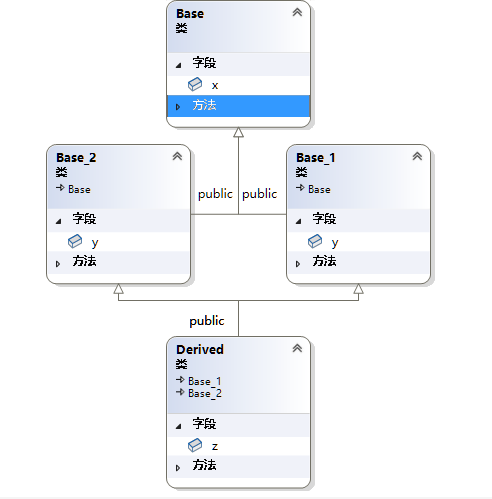 Base
类
字段
x
方法
Base_2
类
Base
字段
y
方法
public
public
Base_1
类
Base
字段
y
方法
public
Derived
类
Base_1
Base_2
字段
z
方法